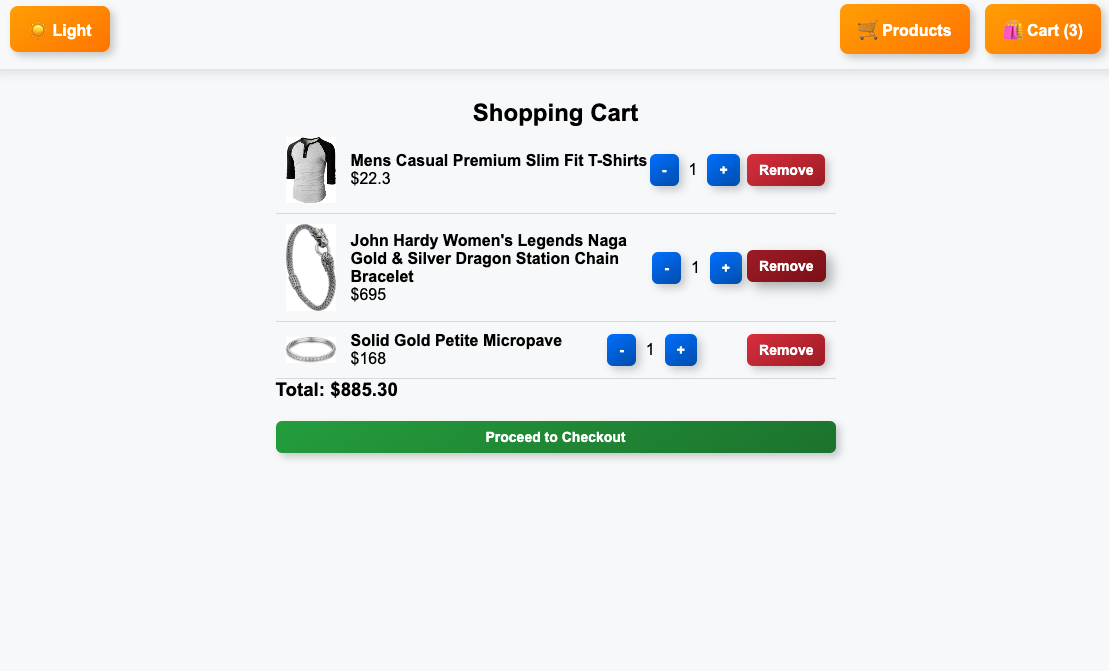 Light
Products
Cart (3)
Shopping Cart
Mens Casual Premium Slim Fit T-Shirts
$22.3
- 1 + Remove
John Hardy Women's Legends Naga
Gold & Silver Dragon Station Chain
Bracelet
$695
- 1 + Remove
Solid Gold Petite Micropave
$168
- 1 + Remove
Total: $885.30
Proceed to Checkout